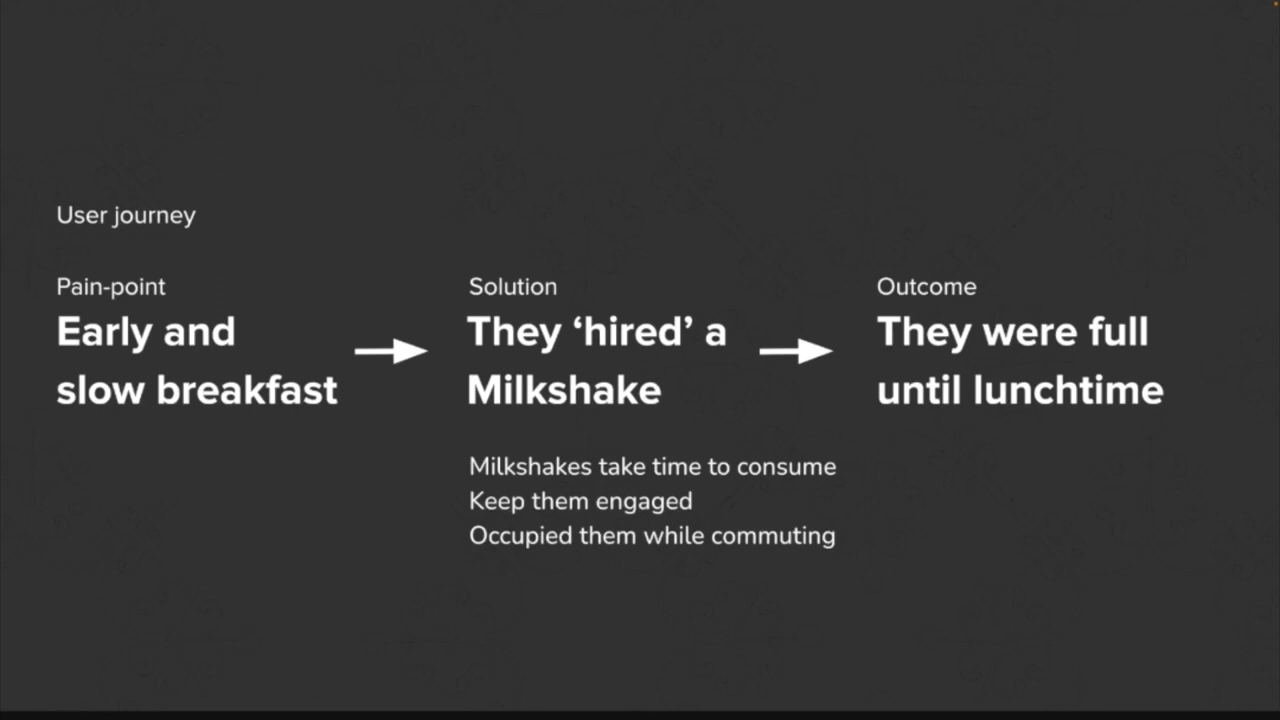 User journey
Pain-point
Early and
slow breakfast
Solution
They ‘hired’ a
Milkshake
Milkshakes take time to consume
Keep them engaged
Occupied them while commuting
Outcome
They were full
until lunchtime